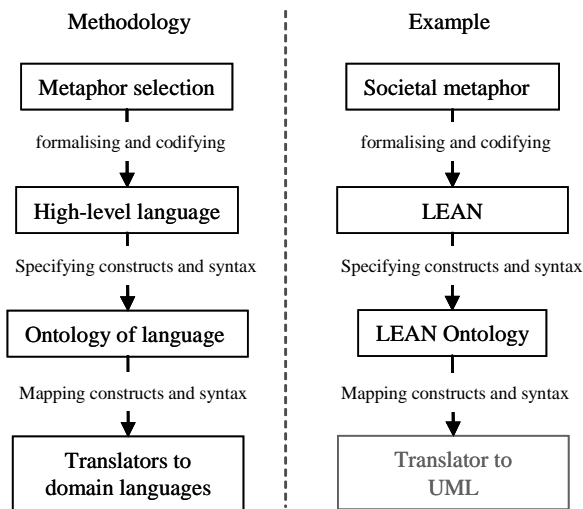 Methodology
Metaphor selection
formalising and codifying
High-level language
Specifying constructs and syntax
Ontology of language
Mapping constructs and syntax
Translators to
domain languages
Example
Societal metaphor
formalising and codifying
LEAN
Specifying constructs and syntax
LEAN Ontology
Mapping constructs and syntax
Translator to
UML